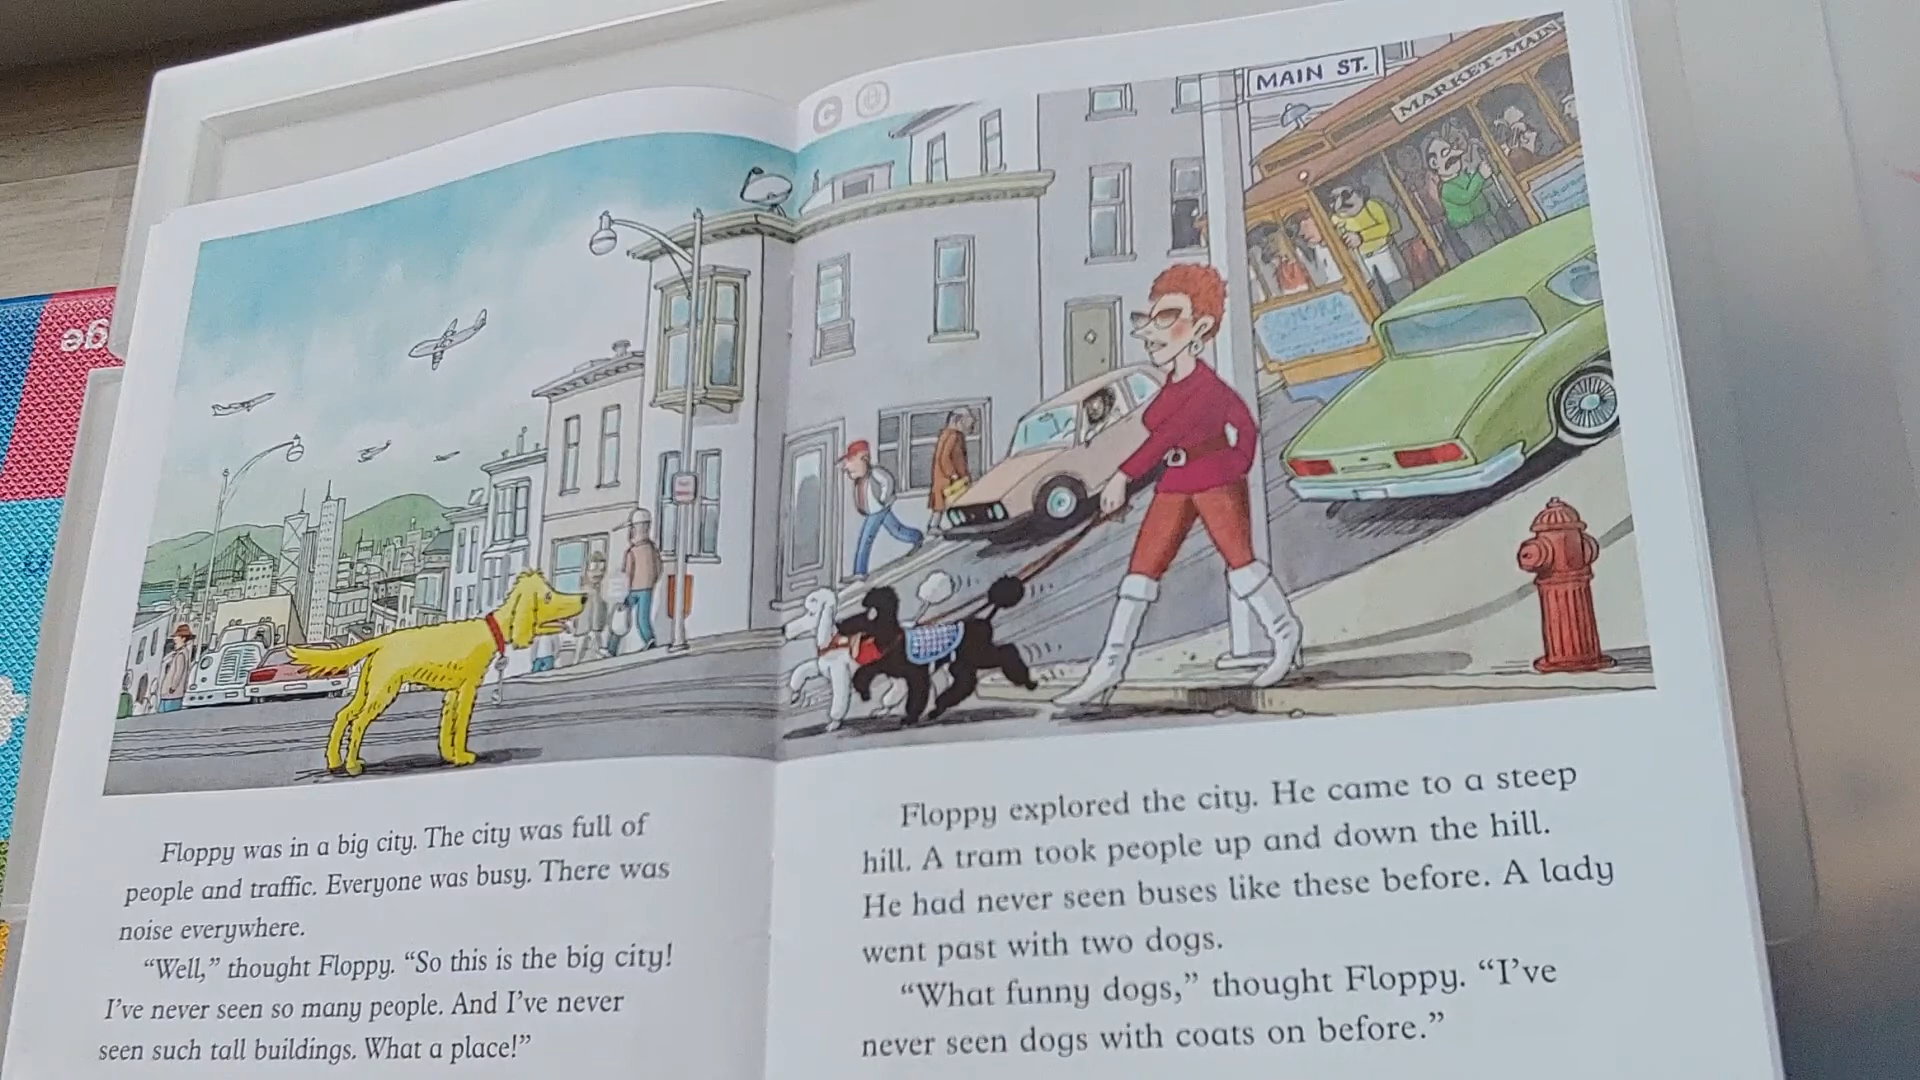 MAIN ST.
MARKET-MAIN
Floppy was in a big city. The city was full of
people and traffic. Everyone was busy. There was
noise everywhere.
“Well,” thought Floppy. “So this is the big city!
I’ve never seen so many people. And I’ve never
seen such tall buildings. What a place!”
Floppy explored the city. He came to a steep
hill. A tram took people up and down the hill.
He had never seen buses like these before. A lady
went past with two dogs.
“What funny dogs,” thought Floppy. “I’ve
never seen dogs with coats on before.”